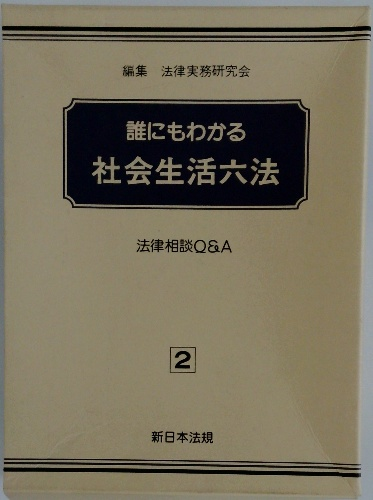 編集 法律実務研究会
誰にもわかる
社会生活六法
法律相談Q&A
2
新日本法規